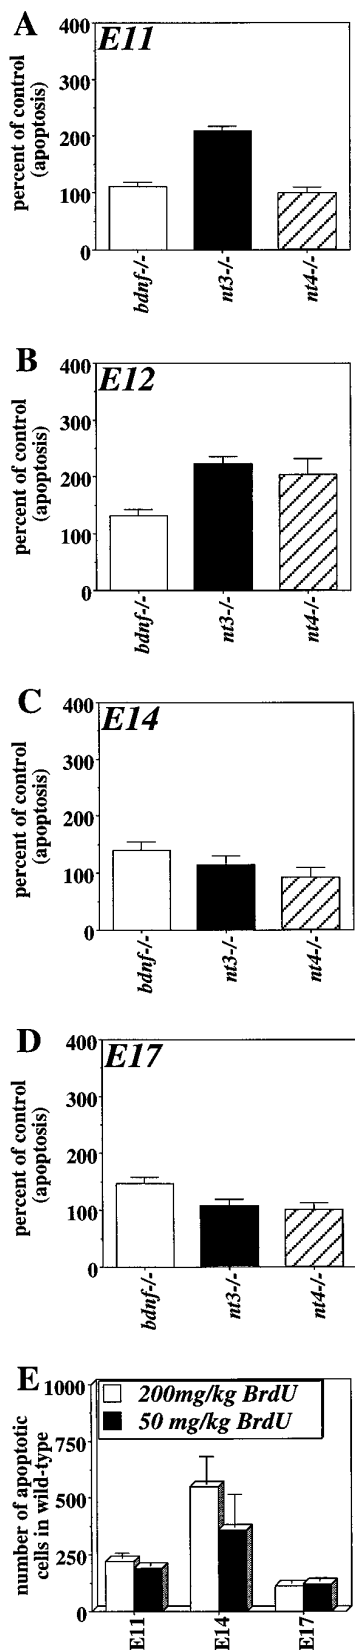 A
E11
percent of control
(apoptosis)
400
300
200
100
0
bdnf-/-
nt3-/-
nt4-/-
B
E12
percent of control
(apoptosis)
400
300
200
100
0
bdnf-/-
nt3-/-
nt4-/-
C
E14
percent of control
(apoptosis)
400
300
200
100
0
bdnf-/-
nt3-/-
nt4-/-
D
E17
percent of control
(apoptosis)
400
300
200
100
0
bdnf-/-
nt3-/-
nt4-/-
E
number of apoptotic
cells in wild-type
1000
750
500
250
0
200mg/kg BrdU
50 mg/kg BrdU
E11
E14
E17